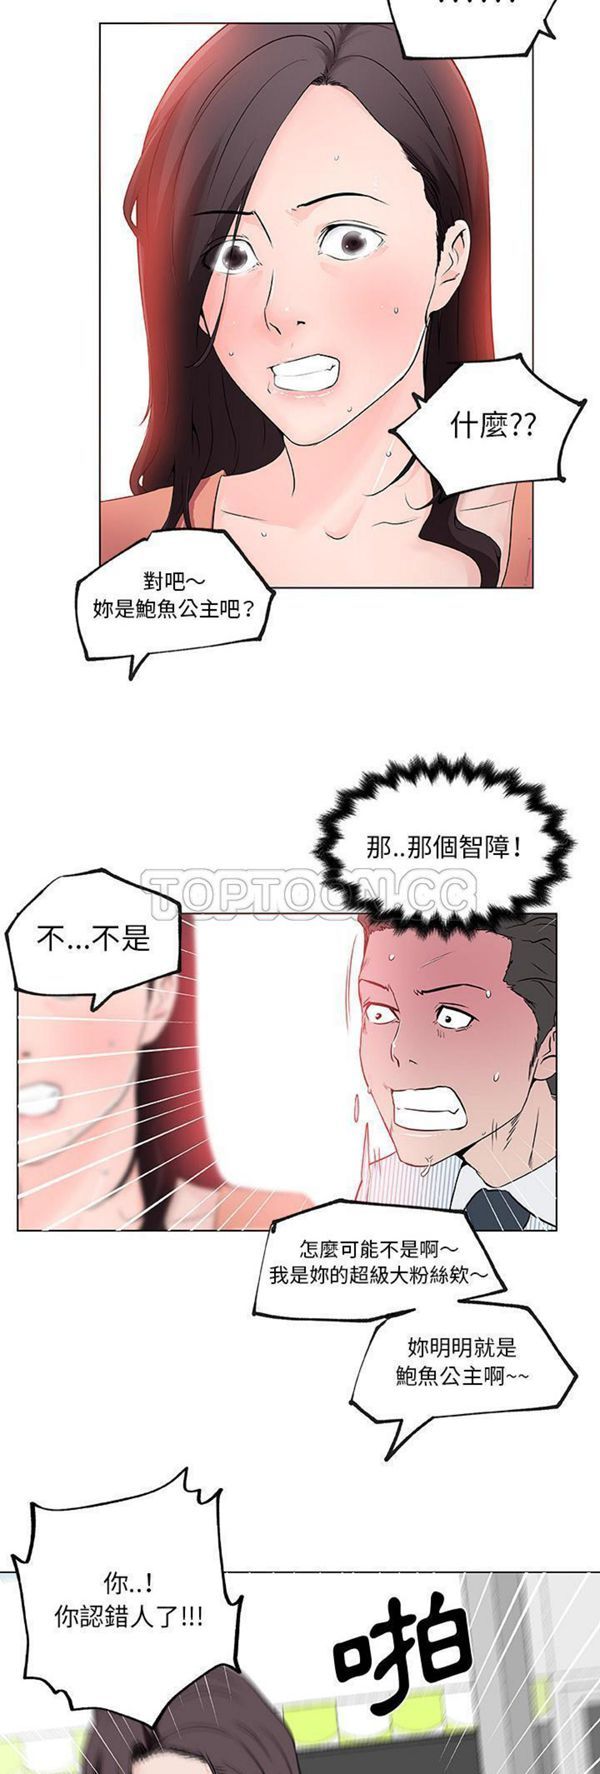 什麼??
對吧～
妳是鮑魚公主吧？
那..那個智障！
TOPTOON.CC
不...不是
怎麼可能不是啊～
我是妳的超級大粉絲欸～
妳明明就是
鮑魚公主啊~~
你..！
你認錯人了!!!
啪